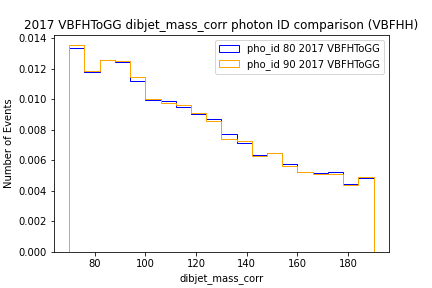 2017 VBFHToGG dibjet_mass_corr photon ID comparison (VBFHH)
pho_id 80 2017 VBFHToGG
pho_id 90 2017 VBFHToGG
Number of Events
0.014
0.012
0.010
0.008
0.006
0.004
0.002
0.000
80 100 120 140 160 180
dibjet_mass_corr